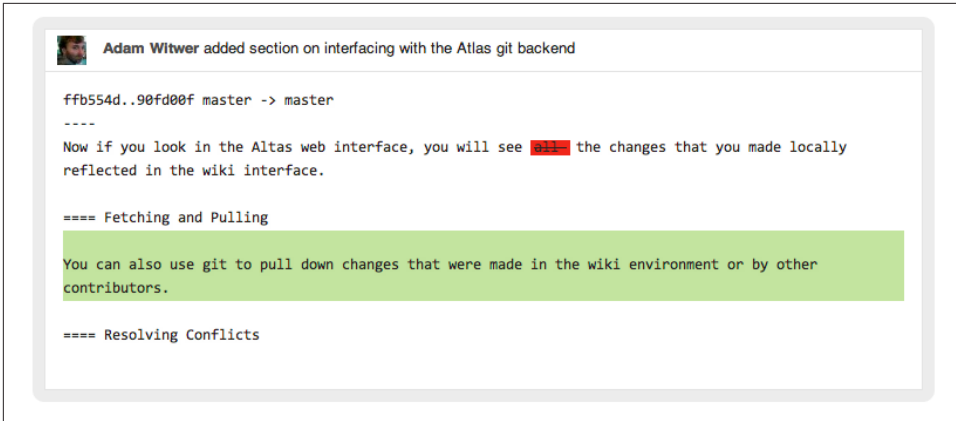 Adam Witwer added section on interfacing with the Atlas git backend
ffb554d..90fd00f master -> master
----
Now if you look in the Altas web interface, you will see all the changes that you made locally
reflected in the wiki interface.
==== Fetching and Pulling
You can also use git to pull down changes that were made in the wiki environment or by other
contributors.
==== Resolving Conflicts